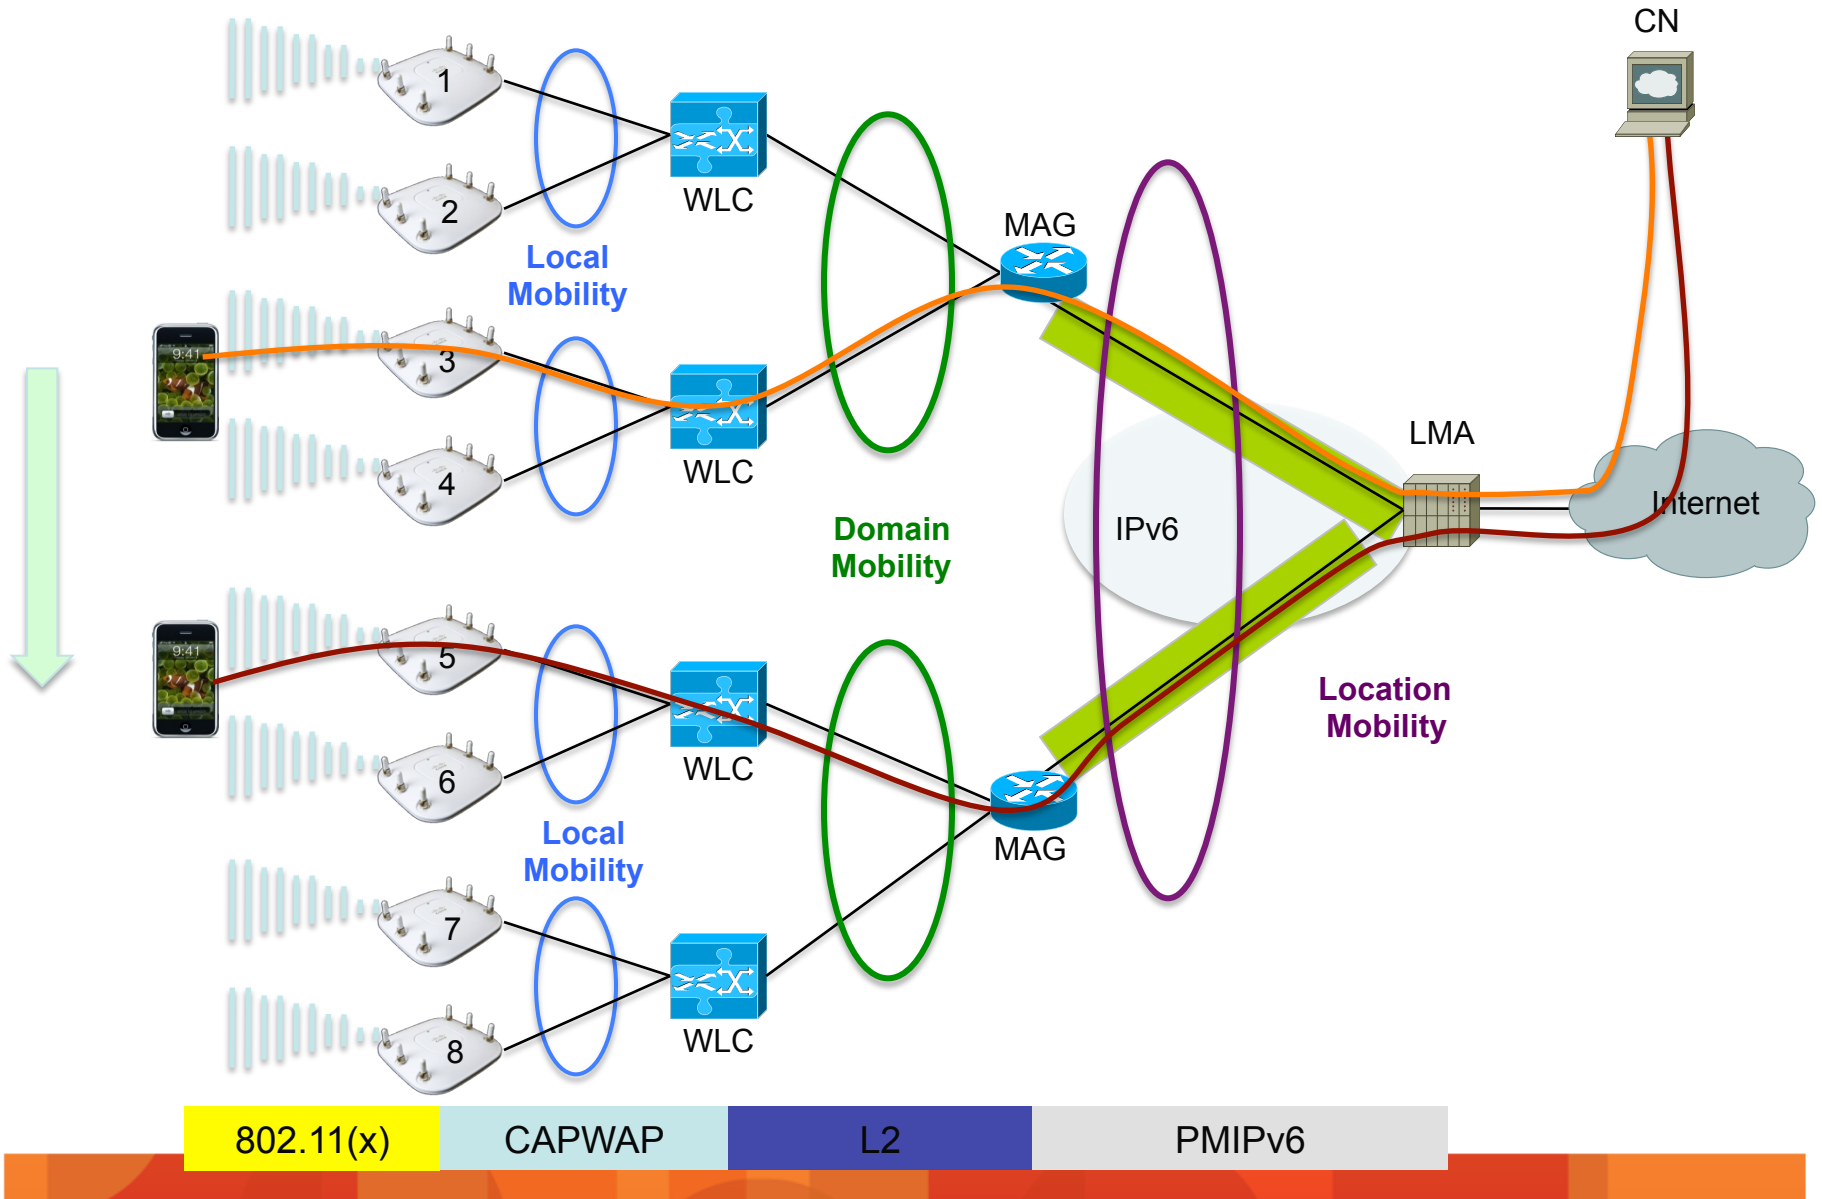 CN
1
WLC
2
MAG
Local
Mobility
9:41
3
WLC
4
LMA
Internet
Domain
Mobility
IPv6
9:41
5
WLC
6
Location
Mobility
Local
Mobility
MAG
7
WLC
8
802.11(x)
CAPWAP
L2
PMIPv6